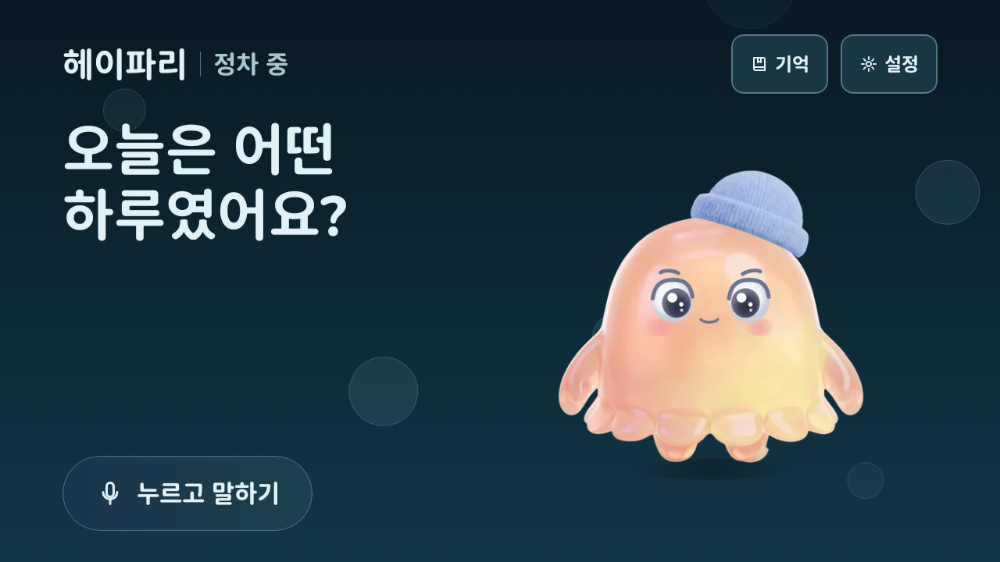 헤이파리 정차 중
기억
설정
오늘은 어떤
하루였어요?
누르고 말하기